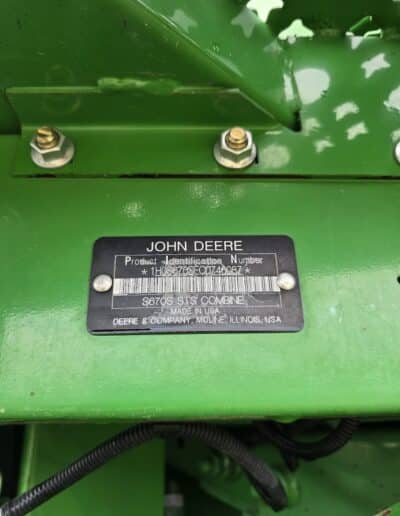 JOHN DEERE
Product Identification Number
S670S STS COMBINE
MADE IN USA
DEERE & COMPANY, MOLINE, ILLINOIS, USA